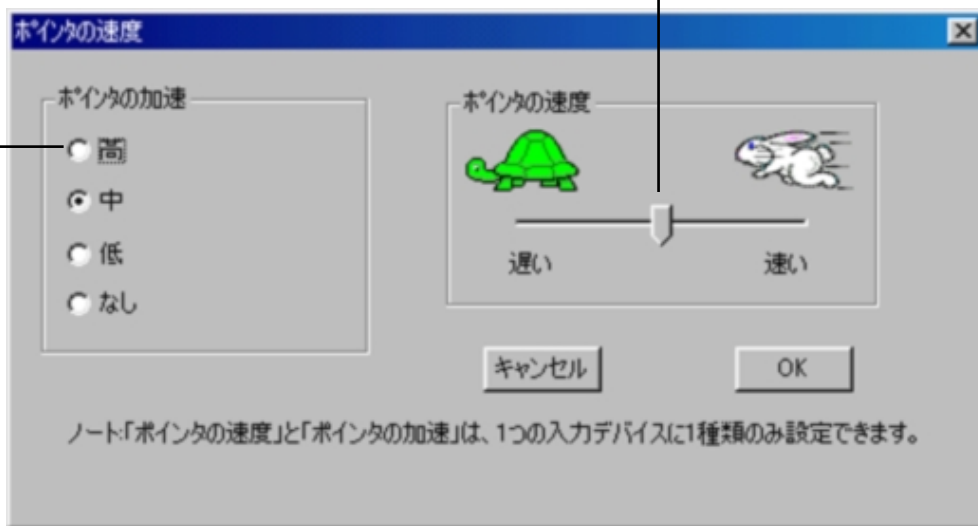 ポインタの速度
ポインタの加速
高
中
低
なし
ポインタの速度
遅い
速い
キャンセル
OK
ノート:「ポインタの速度」と「ポインタの加速」は、1つの入力デバイスに1種類のみ設定できます。